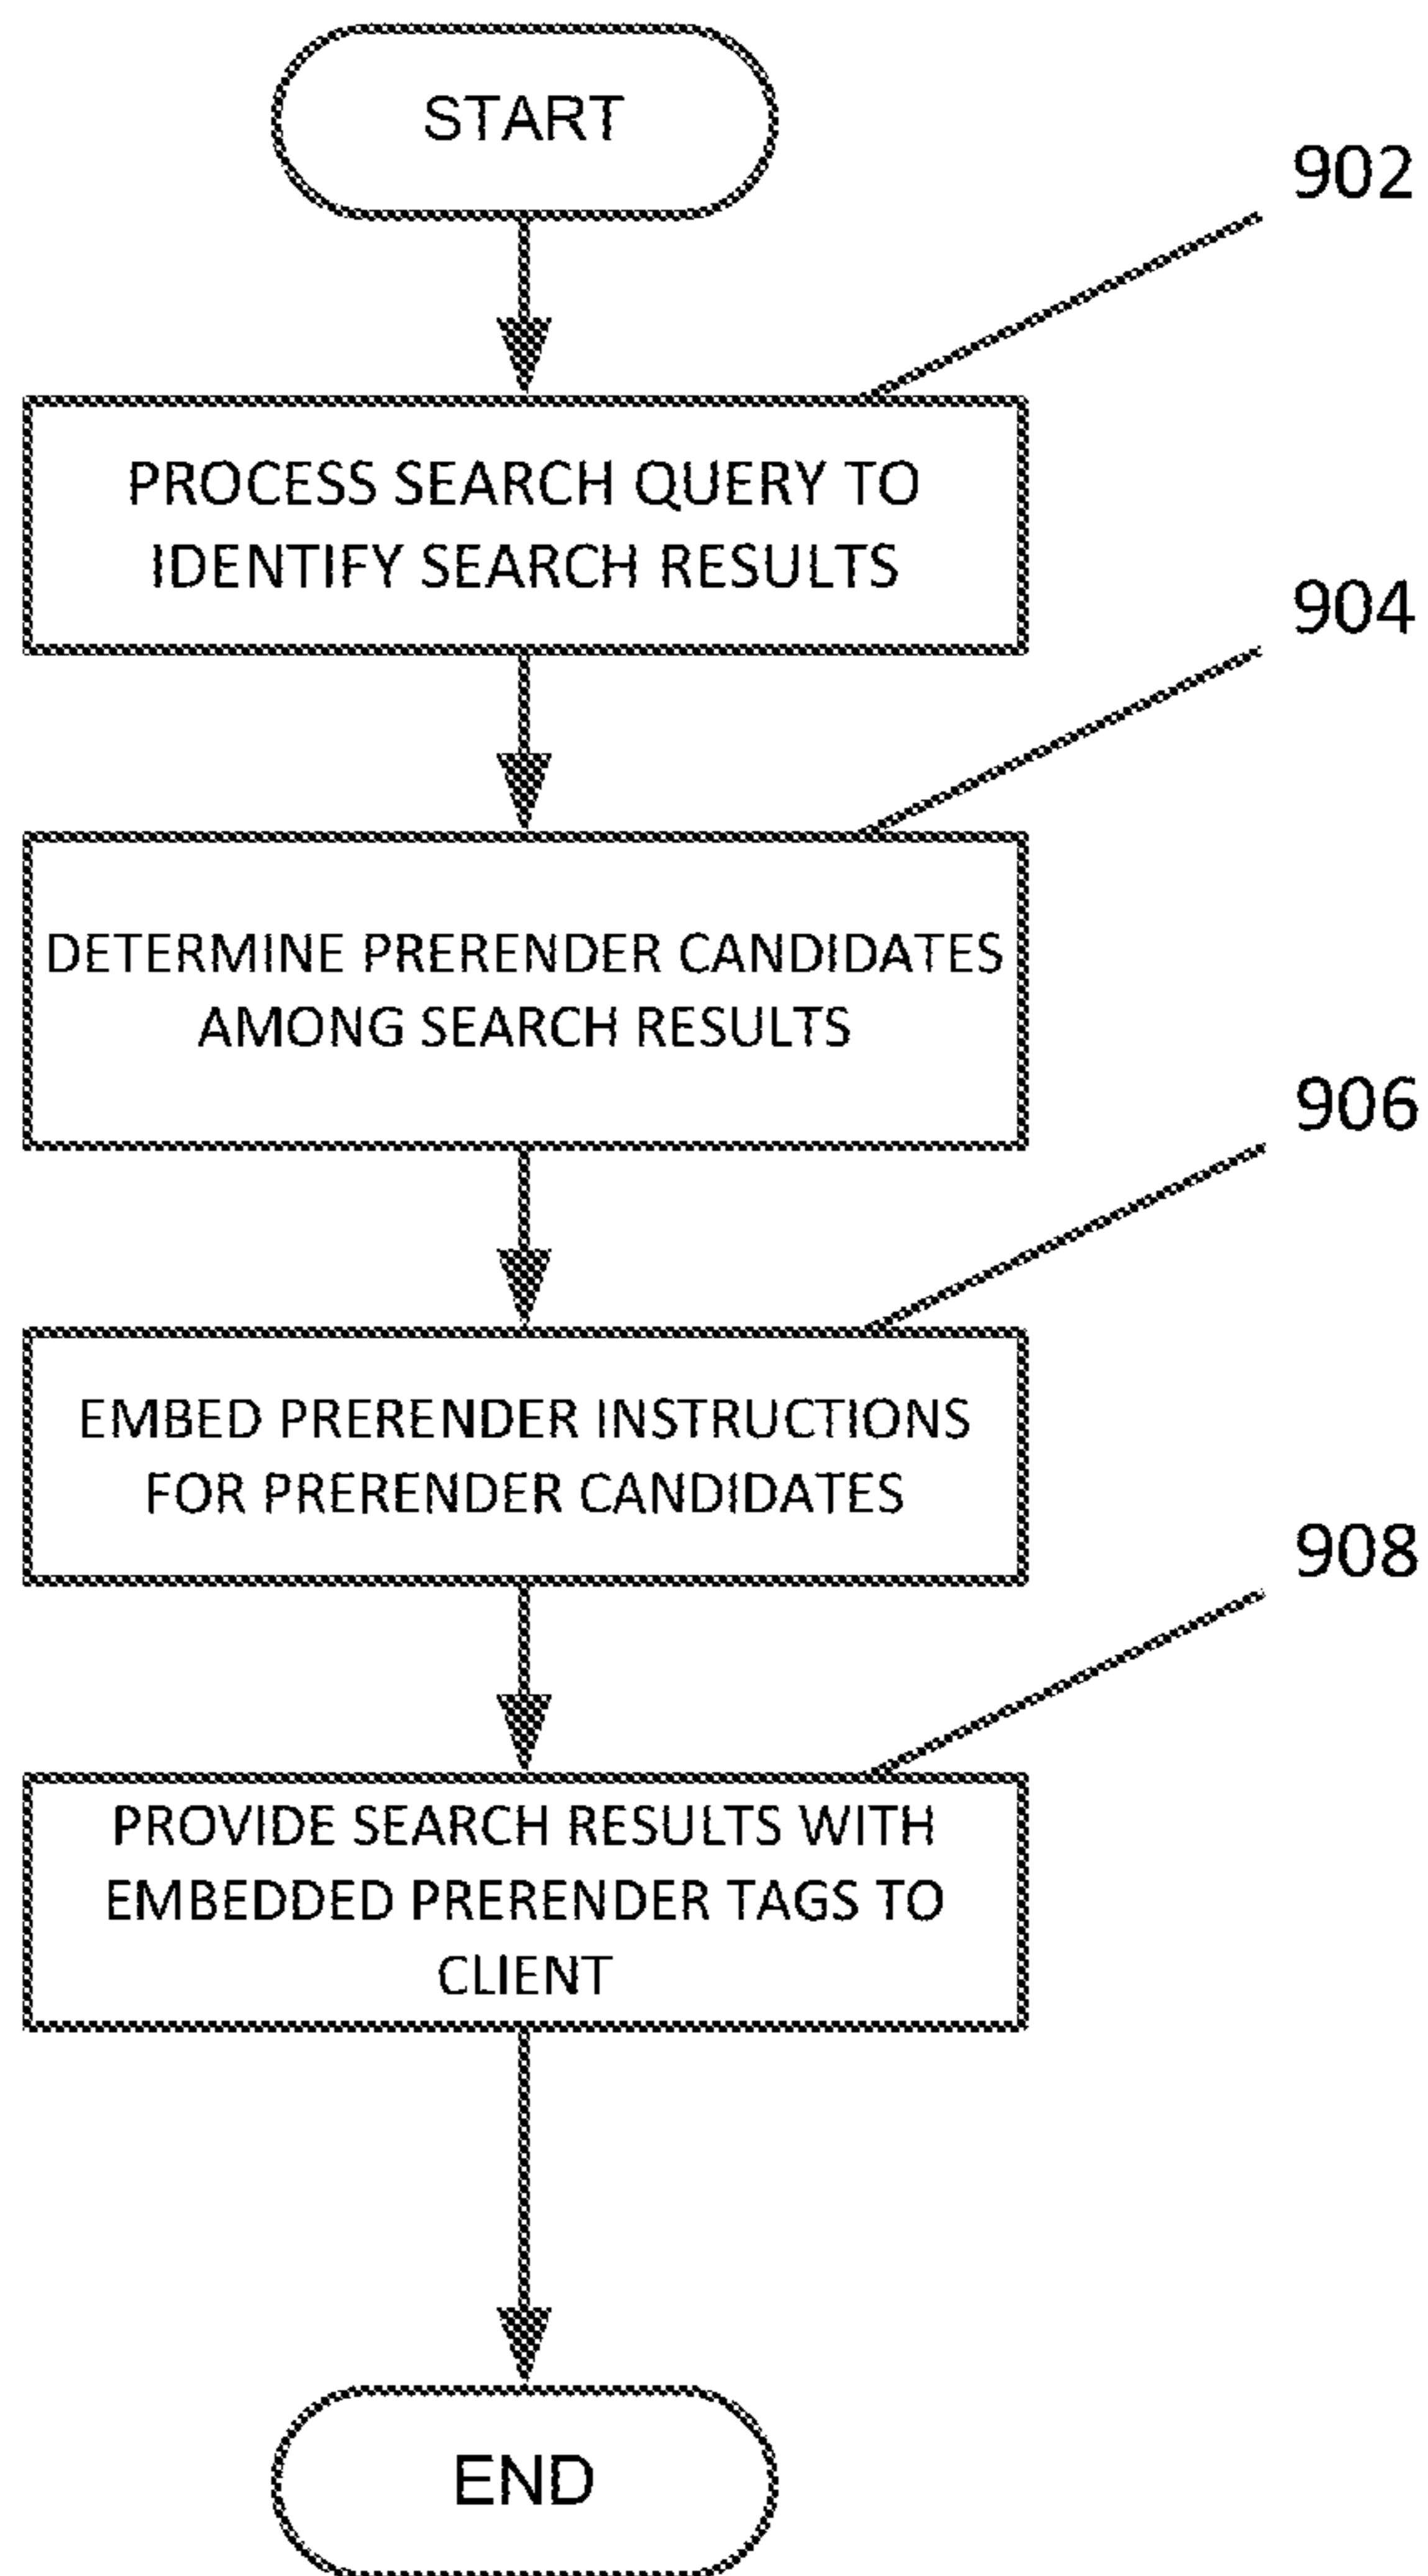 START
902
PROCESS SEARCH QUERY TO
IDENTIFY SEARCH RESULTS
904
DETERMINE PRERENDER CANDIDATES
AMONG SEARCH RESULTS
906
EMBED PRERENDER INSTRUCTIONS
FOR PRERENDER CANDIDATES
908
PROVIDE SEARCH RESULTS WITH
EMBEDDED PRERENDER TAGS TO
CLIENT
END